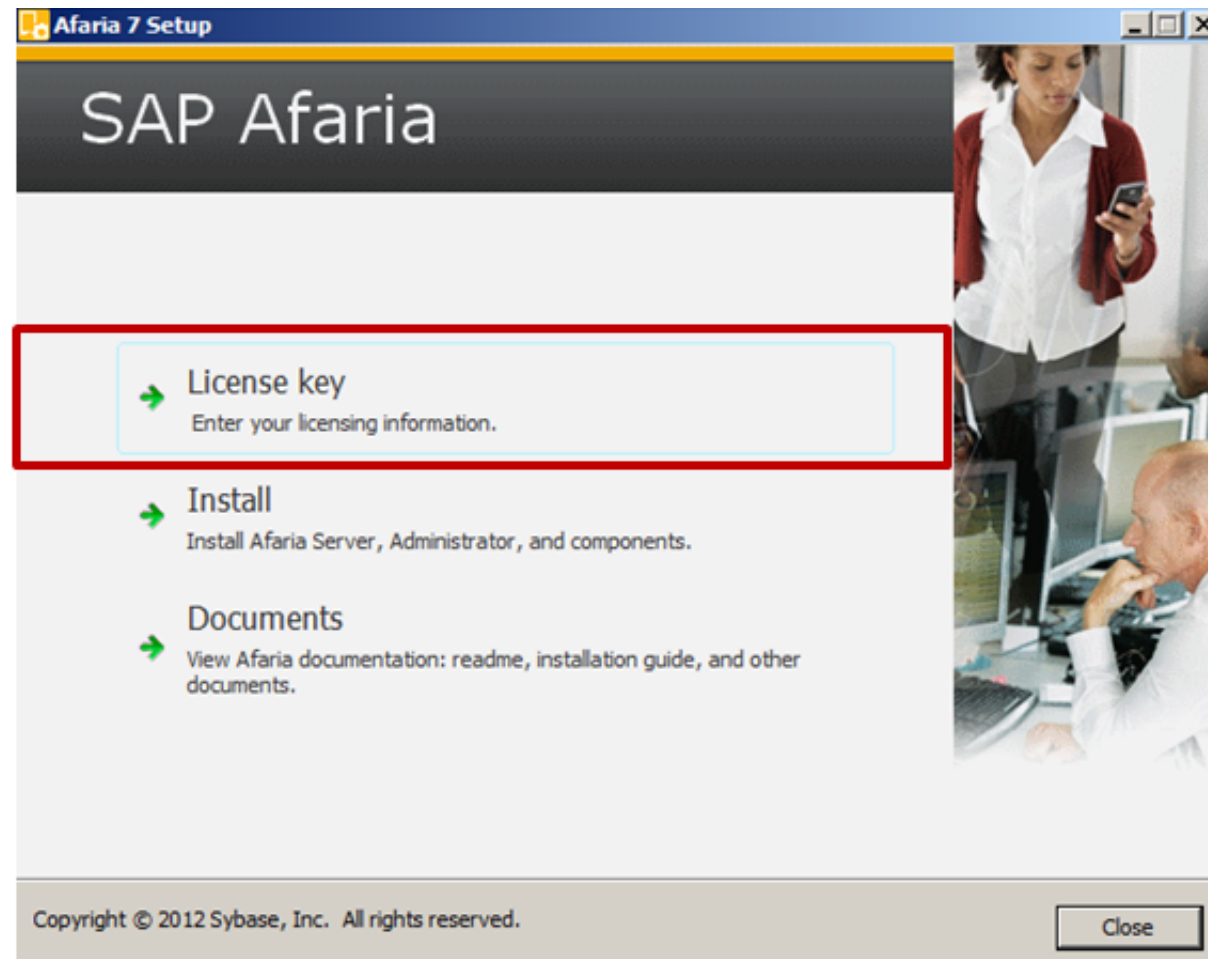 Afaria 7 Setup
SAP Afaria
License key
Enter your licensing information.
Install
Install Afaria Server, Administrator, and components.
Documents
View Afaria documentation: readme, installation guide, and other
documents.
Copyright © 2012 Sybase, Inc. All rights reserved.
Close